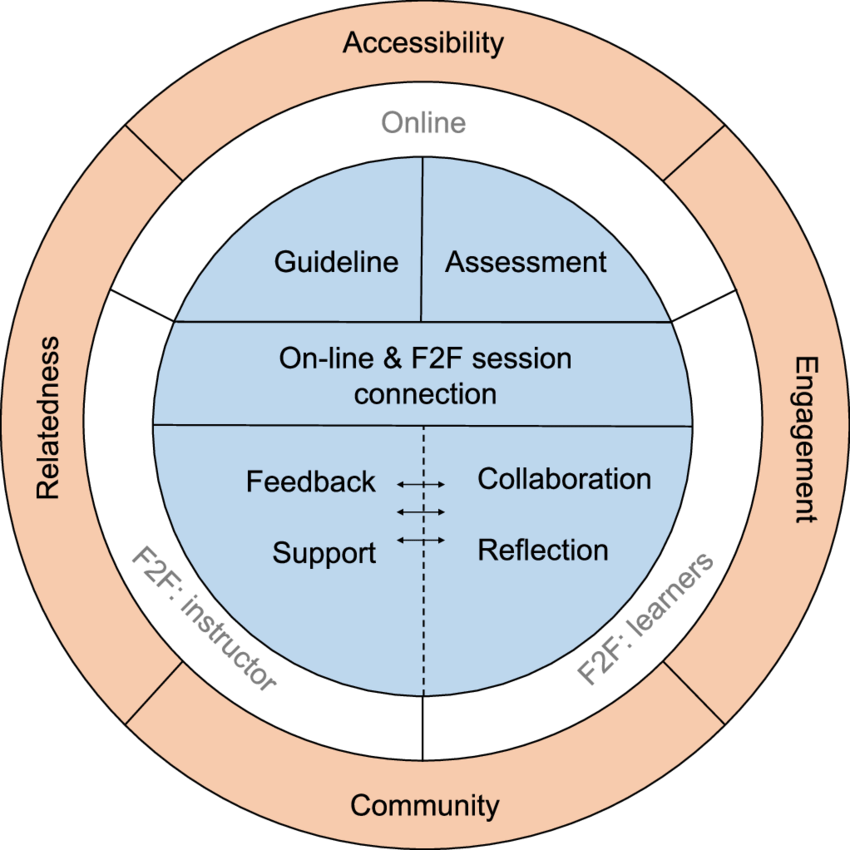 Accessibility
Online
Guideline
Assessment
On-line & F2F session
connection
Relatedness
Engagement
Feedback
Collaboration
Support
Reflection
F2F: instructor
F2F: learners
Community